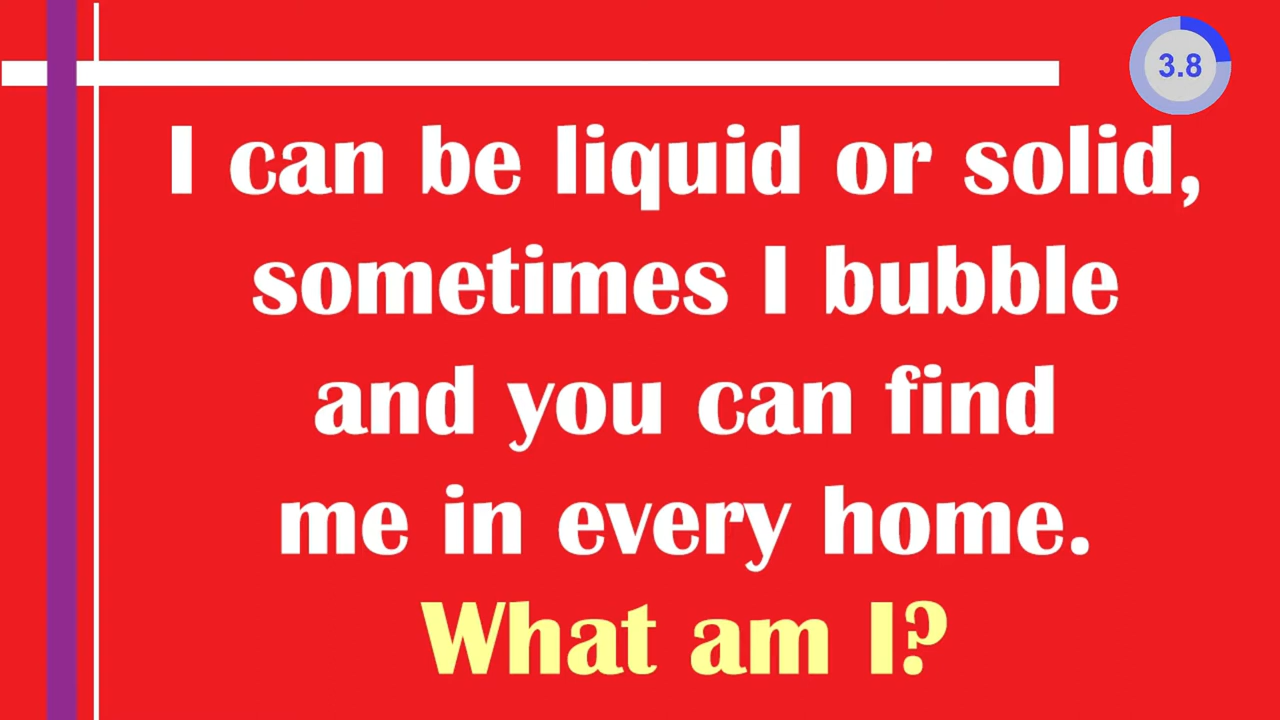 3.8
I can be liquid or solid,
sometimes I bubble
and you can find
me in every home.
What am I?